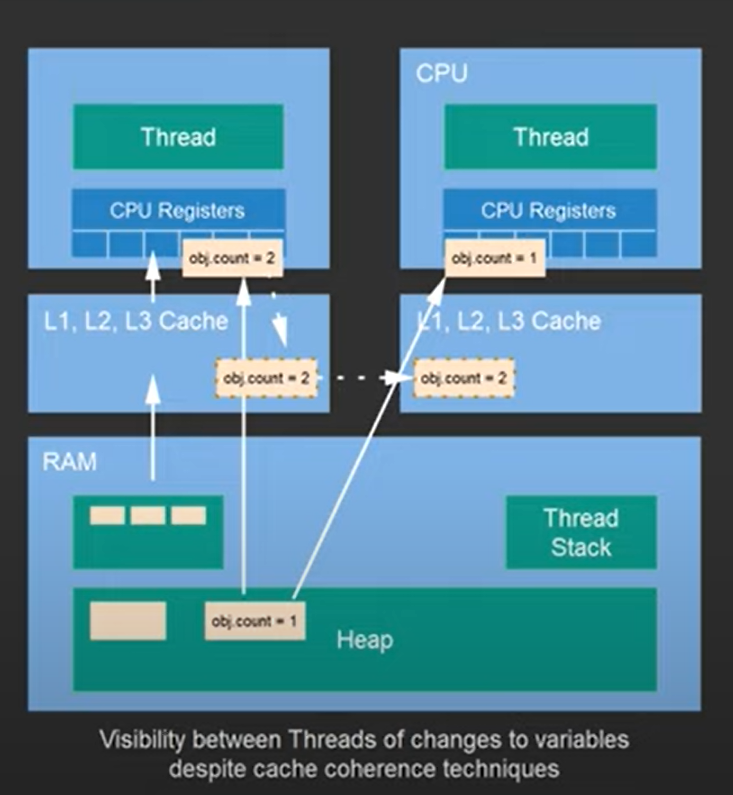 CPU
Thread
Thread
CPU Registers
CPU Registers
obj.count = 2
obj.count = 1
L1, L2, L3 Cache
L1, L2, L3 Cache
obj.count = 2
obj.count = 2
RAM
Thread
Stack
obj.count = 1
Heap
Visibility between Threads of changes to variables
despite cache coherence techniques